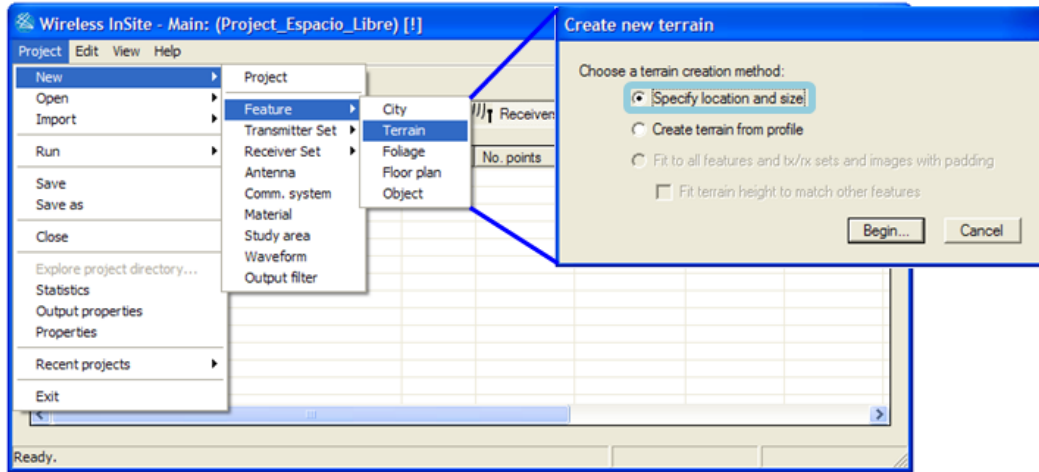 Wireless InSite - Main: (Project_Espacio_Libre) [!]
Project Edit View Help
New
Open
Import
Run
Save
Save as
Close
Explore project directory...
Statistics
Output properties
Properties
Recent projects
Exit
Project
Feature
Transmitter Set
Receiver Set
Antenna
Comm. system
Material
Study area
Waveform
Output filter
City
Terrain
Foliage
Floor plan
Object
No. points
Ready.
Create new terrain
Choose a terrain creation method:
Specify location and size
Create terrain from profile
Fit to all features and tx/rx sets and images with padding
Fit terrain height to match other features
Begin... Cancel